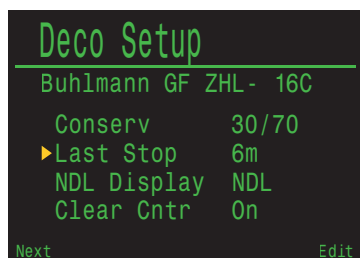 Deco Setup
Buhlmann GF ZHL- 16C
Conserv 30/70
Last Stop 6m
NDL Display NDL
Clear Cntr On
Next Edit